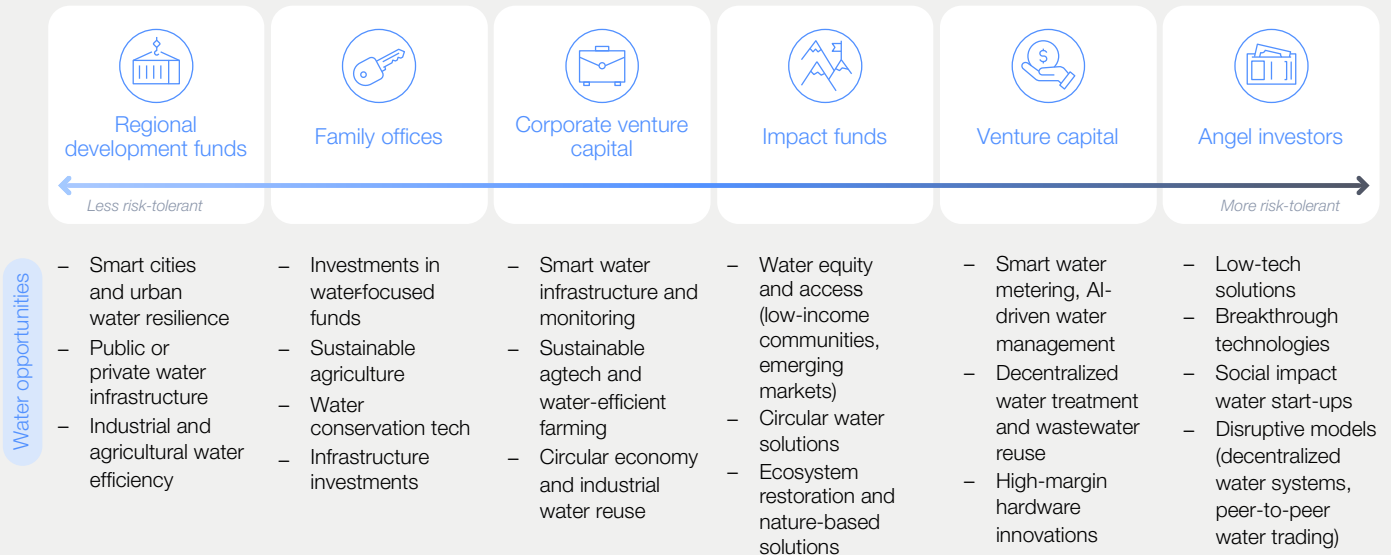 Regional
development funds
Family offices
Corporate venture
capital
Impact funds
Venture capital
Angel investors
Less risk-tolerant
More risk-tolerant
Water opportunities
– Smart cities
and urban
water resilience
– Public or
private water
infrastructure
– Industrial and
agricultural water
efficiency
– Investments in
water-focused
funds
– Sustainable
agriculture
– Water
conservation tech
– Infrastructure
investments
– Smart water
infrastructure and
monitoring
– Sustainable
agtech and
water-efficient
farming
– Circular economy
and industrial
water reuse
– Water equity
and access
(low-income
communities,
emerging
markets)
– Circular water
solutions
– Ecosystem
restoration and
nature-based
solutions
– Smart water
metering, AI-
driven water
management
– Decentralized
water treatment
and wastewater
reuse
– High-margin
hardware
innovations
– Low-tech
solutions
– Breakthrough
technologies
– Social impact
water start-ups
– Disruptive models
(decentralized
water systems,
peer-to-peer
water trading)